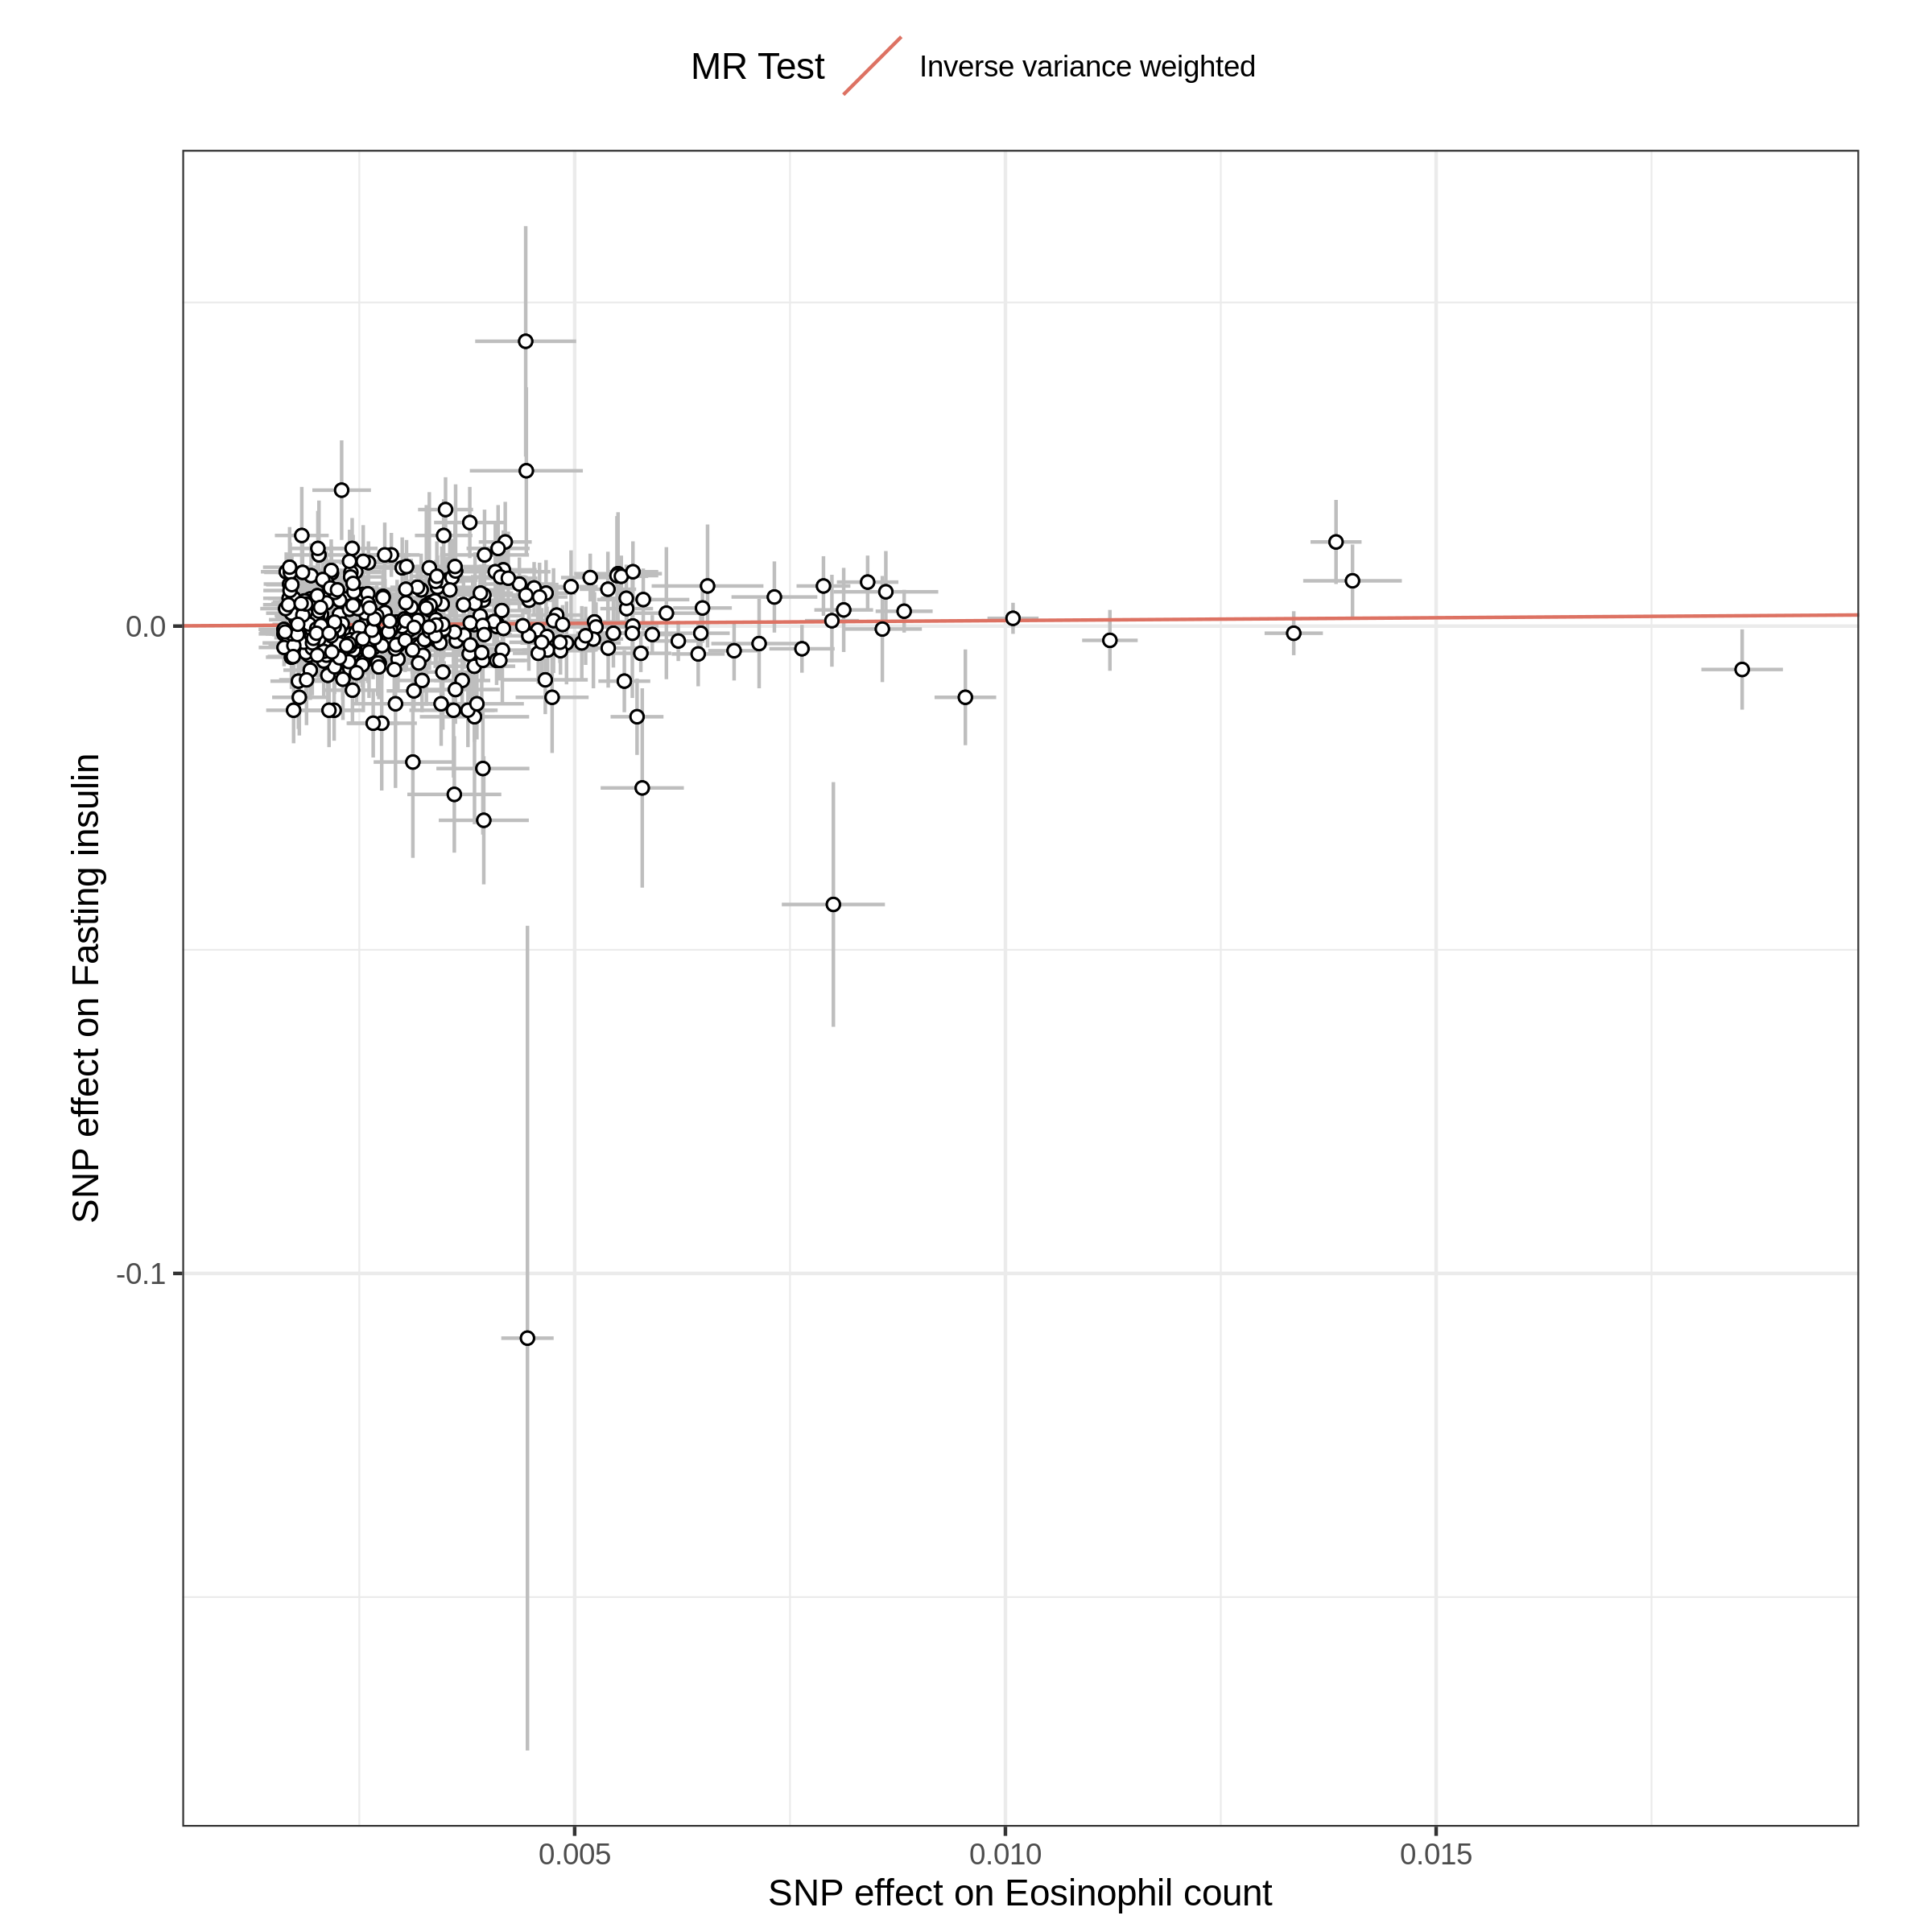 MR Test
Inverse variance weighted
SNP effect on Fasting insulin
0.0
-0.1
0.005
0.010
0.015
SNP effect on Eosinophil count